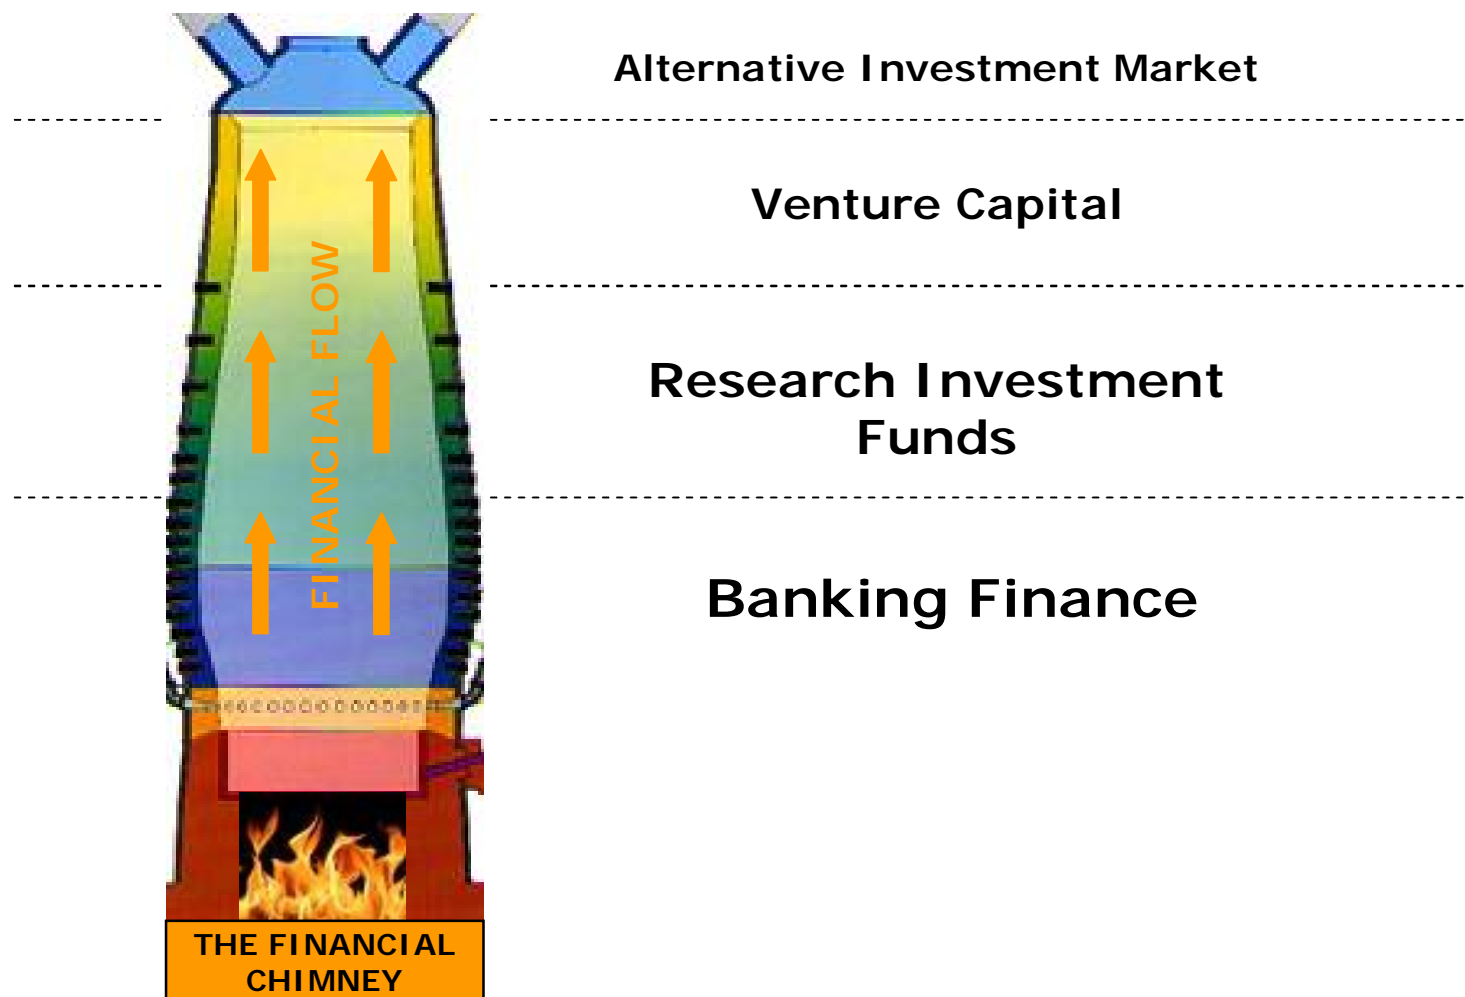 Alternative Investment Market
Venture Capital
FINANCIAL FLOW
Research Investment
Funds
Banking Finance
THE FINANCIAL
CHIMNEY